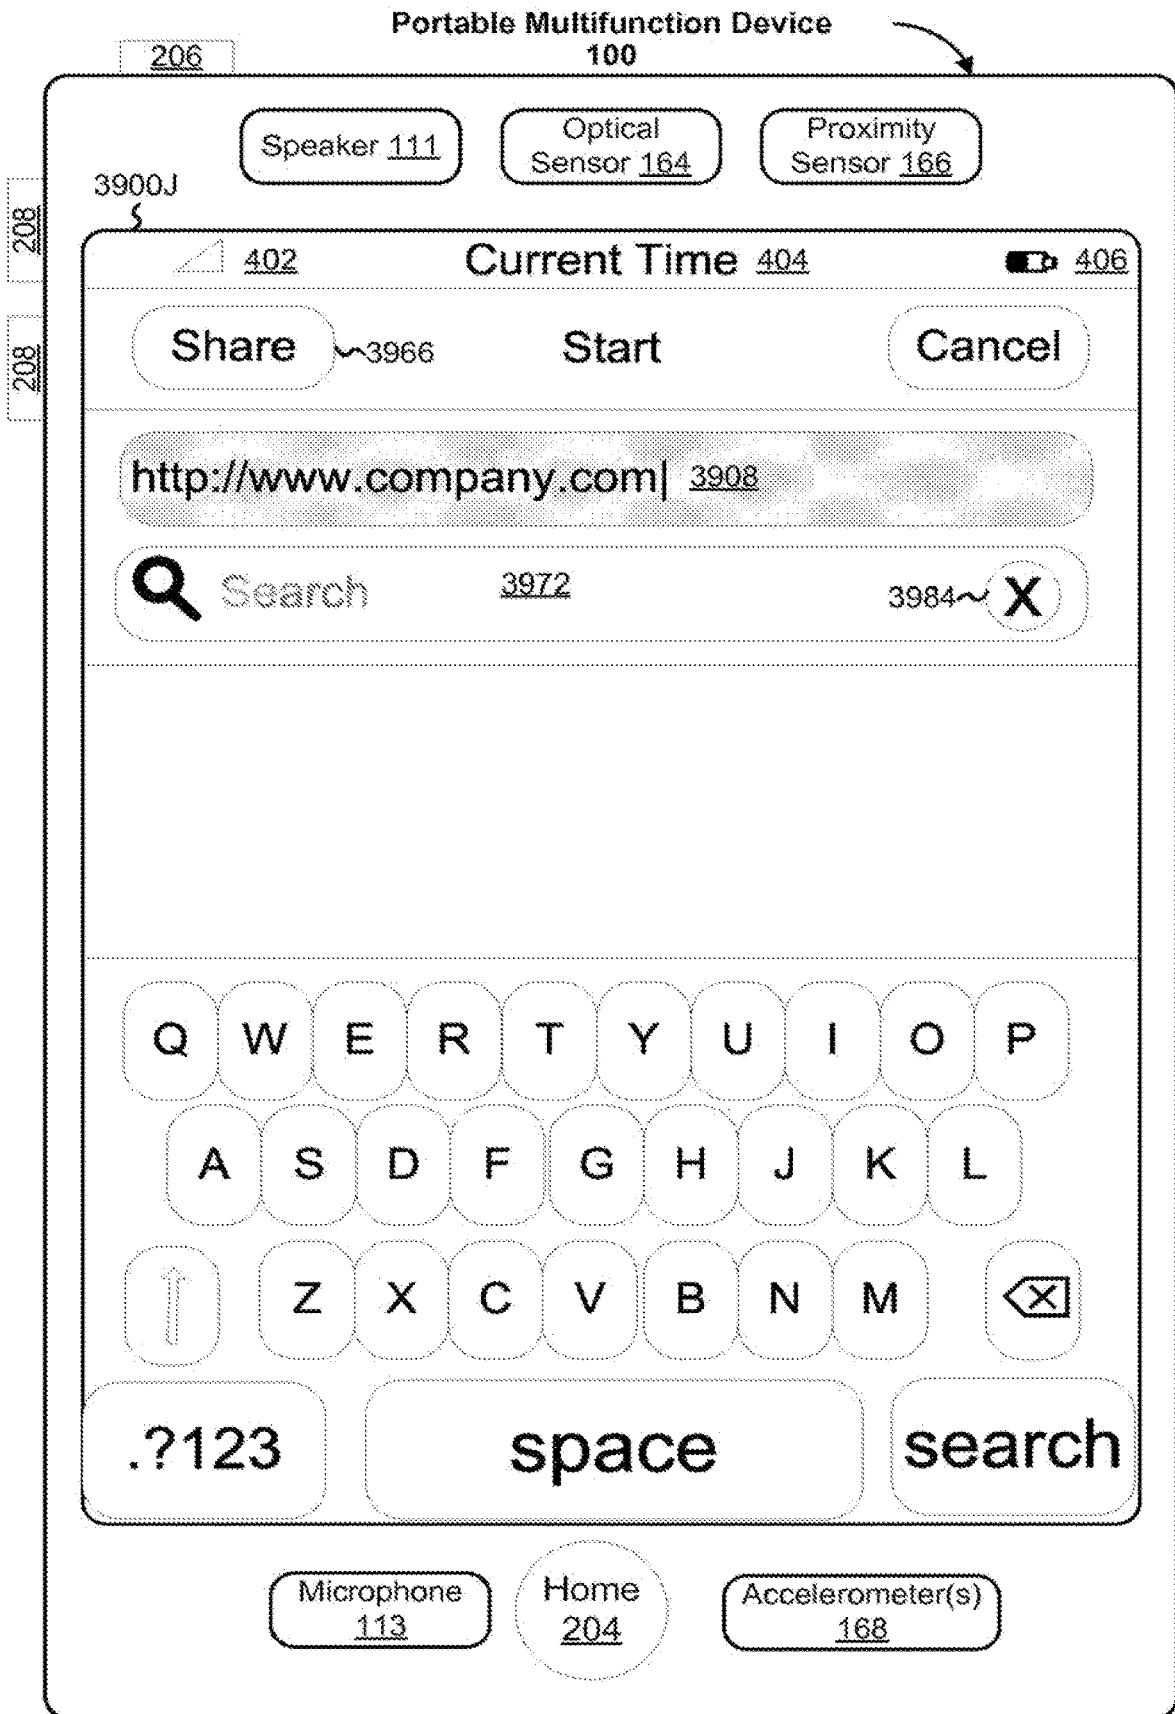 Portable Multifunction Device
100
206
Speaker 111
Optical
Sensor 164
Proximity
Sensor 166
3900J
208
402
Current Time 404
406
208
Share
3966
Start
Cancel
http://www.company.com| 3908
Search
3972
3984
X
Q W E R T Y U I O P
A S D F G H J K L
Z X C V B N M
.?123
space
search
Microphone
113
Home
204
Accelerometer(s)
168